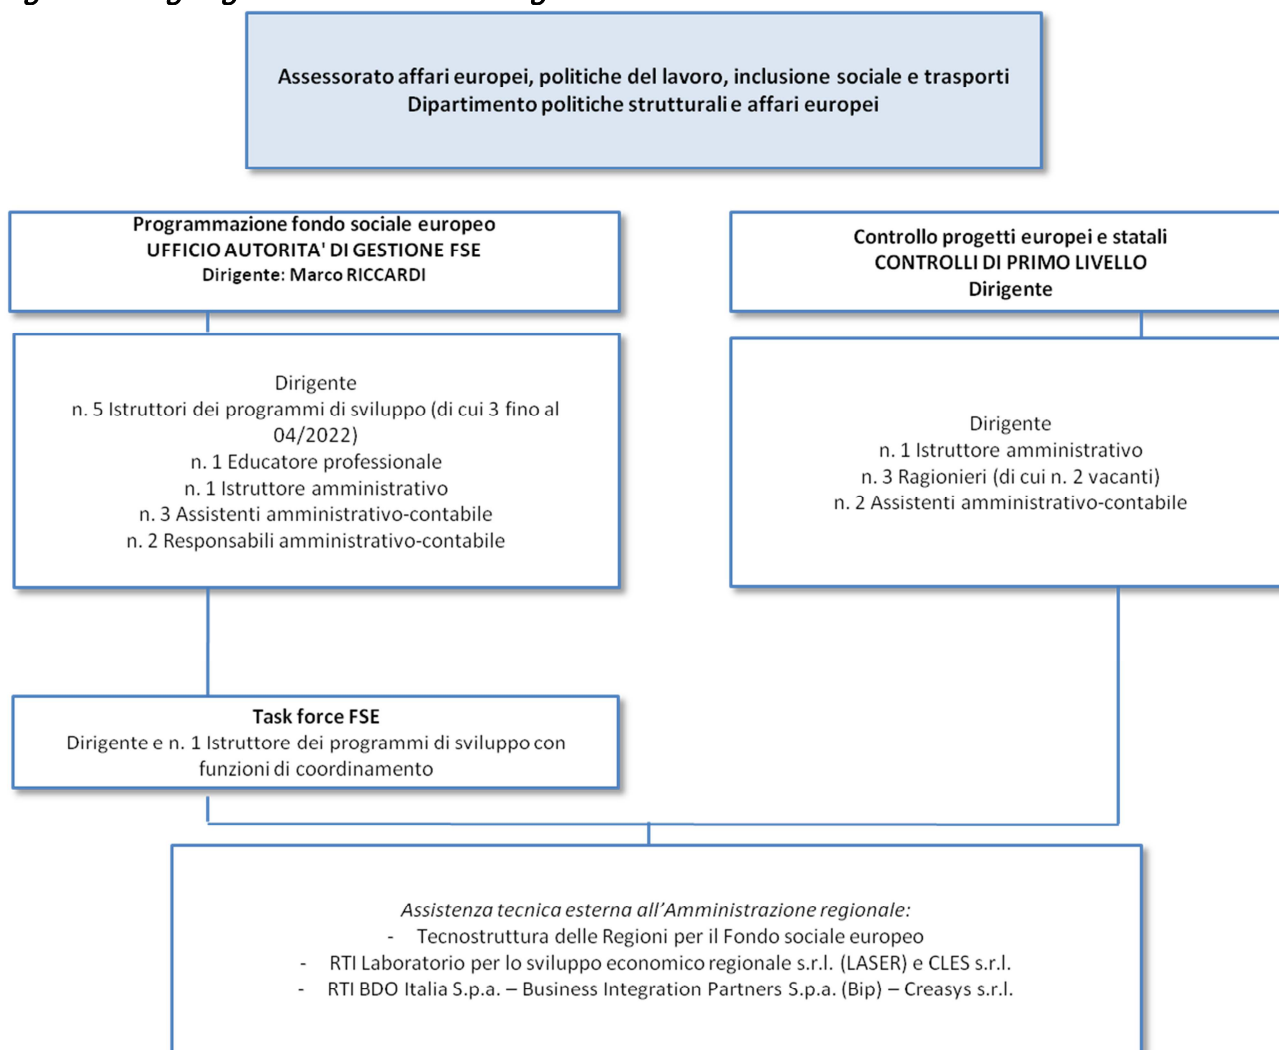 Assessorato affari europei, politiche del lavoro, inclusione sociale e trasporti
Dipartimento politiche strutturali e affari europei
Programmazione fondo sociale europeo
UFFICIO AUTORITA' DI GESTIONE FSE
Dirigente: Marco RICCARDI
Controllo progetti europei e statali
CONTROLLI DI PRIMO LIVELLO
Dirigente
Dirigente
n. 5 Istruttori dei programmi di sviluppo (di cui 3 fino al
04/2022)
n. 1 Educatore professionale
n. 1 Istruttore amministrativo
n. 3 Assistenti amministrativo-contabile
n. 2 Responsabili amministrativo-contabile
Dirigente
n. 1 Istruttore amministrativo
n. 3 Ragionieri (di cui n. 2 vacanti)
n. 2 Assistenti amministrativo-contabile
Task force FSE
Dirigente e n. 1 Istruttore dei programmi di sviluppo con
funzioni di coordinamento
Assistenza tecnica esterna all’Amministrazione regionale:
- Tecnostruttura delle Regioni per il Fondo sociale europeo
- RTI Laboratorio per lo sviluppo economico regionale s.r.l. (LASER) e CLES s.r.l.
- RTI BDO Italia S.p.a. – Business Integration Partners S.p.a. (Bip) – Creasys s.r.l.